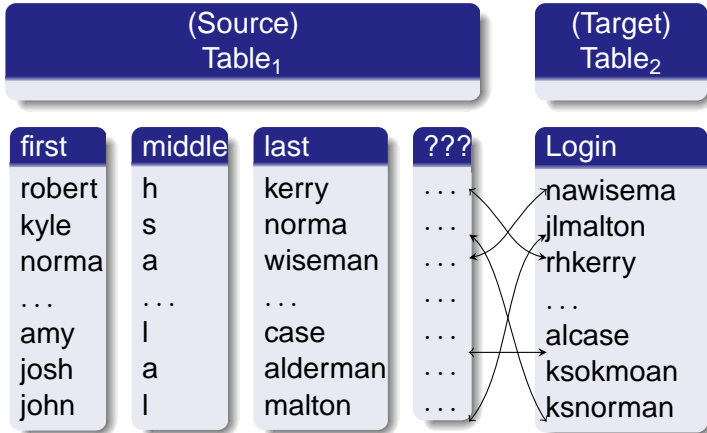 (Source) (Target)
Table₁ Table₂
first middle last ??? Login
robert h kerry ... nawisema
kyle s norma ... jlmalton
norma a wiseman ... rhkerry
... ... ... ... ...
amy l case ... alcase
josh a alderman ... ksokmoan
john l malton ... ksnorman